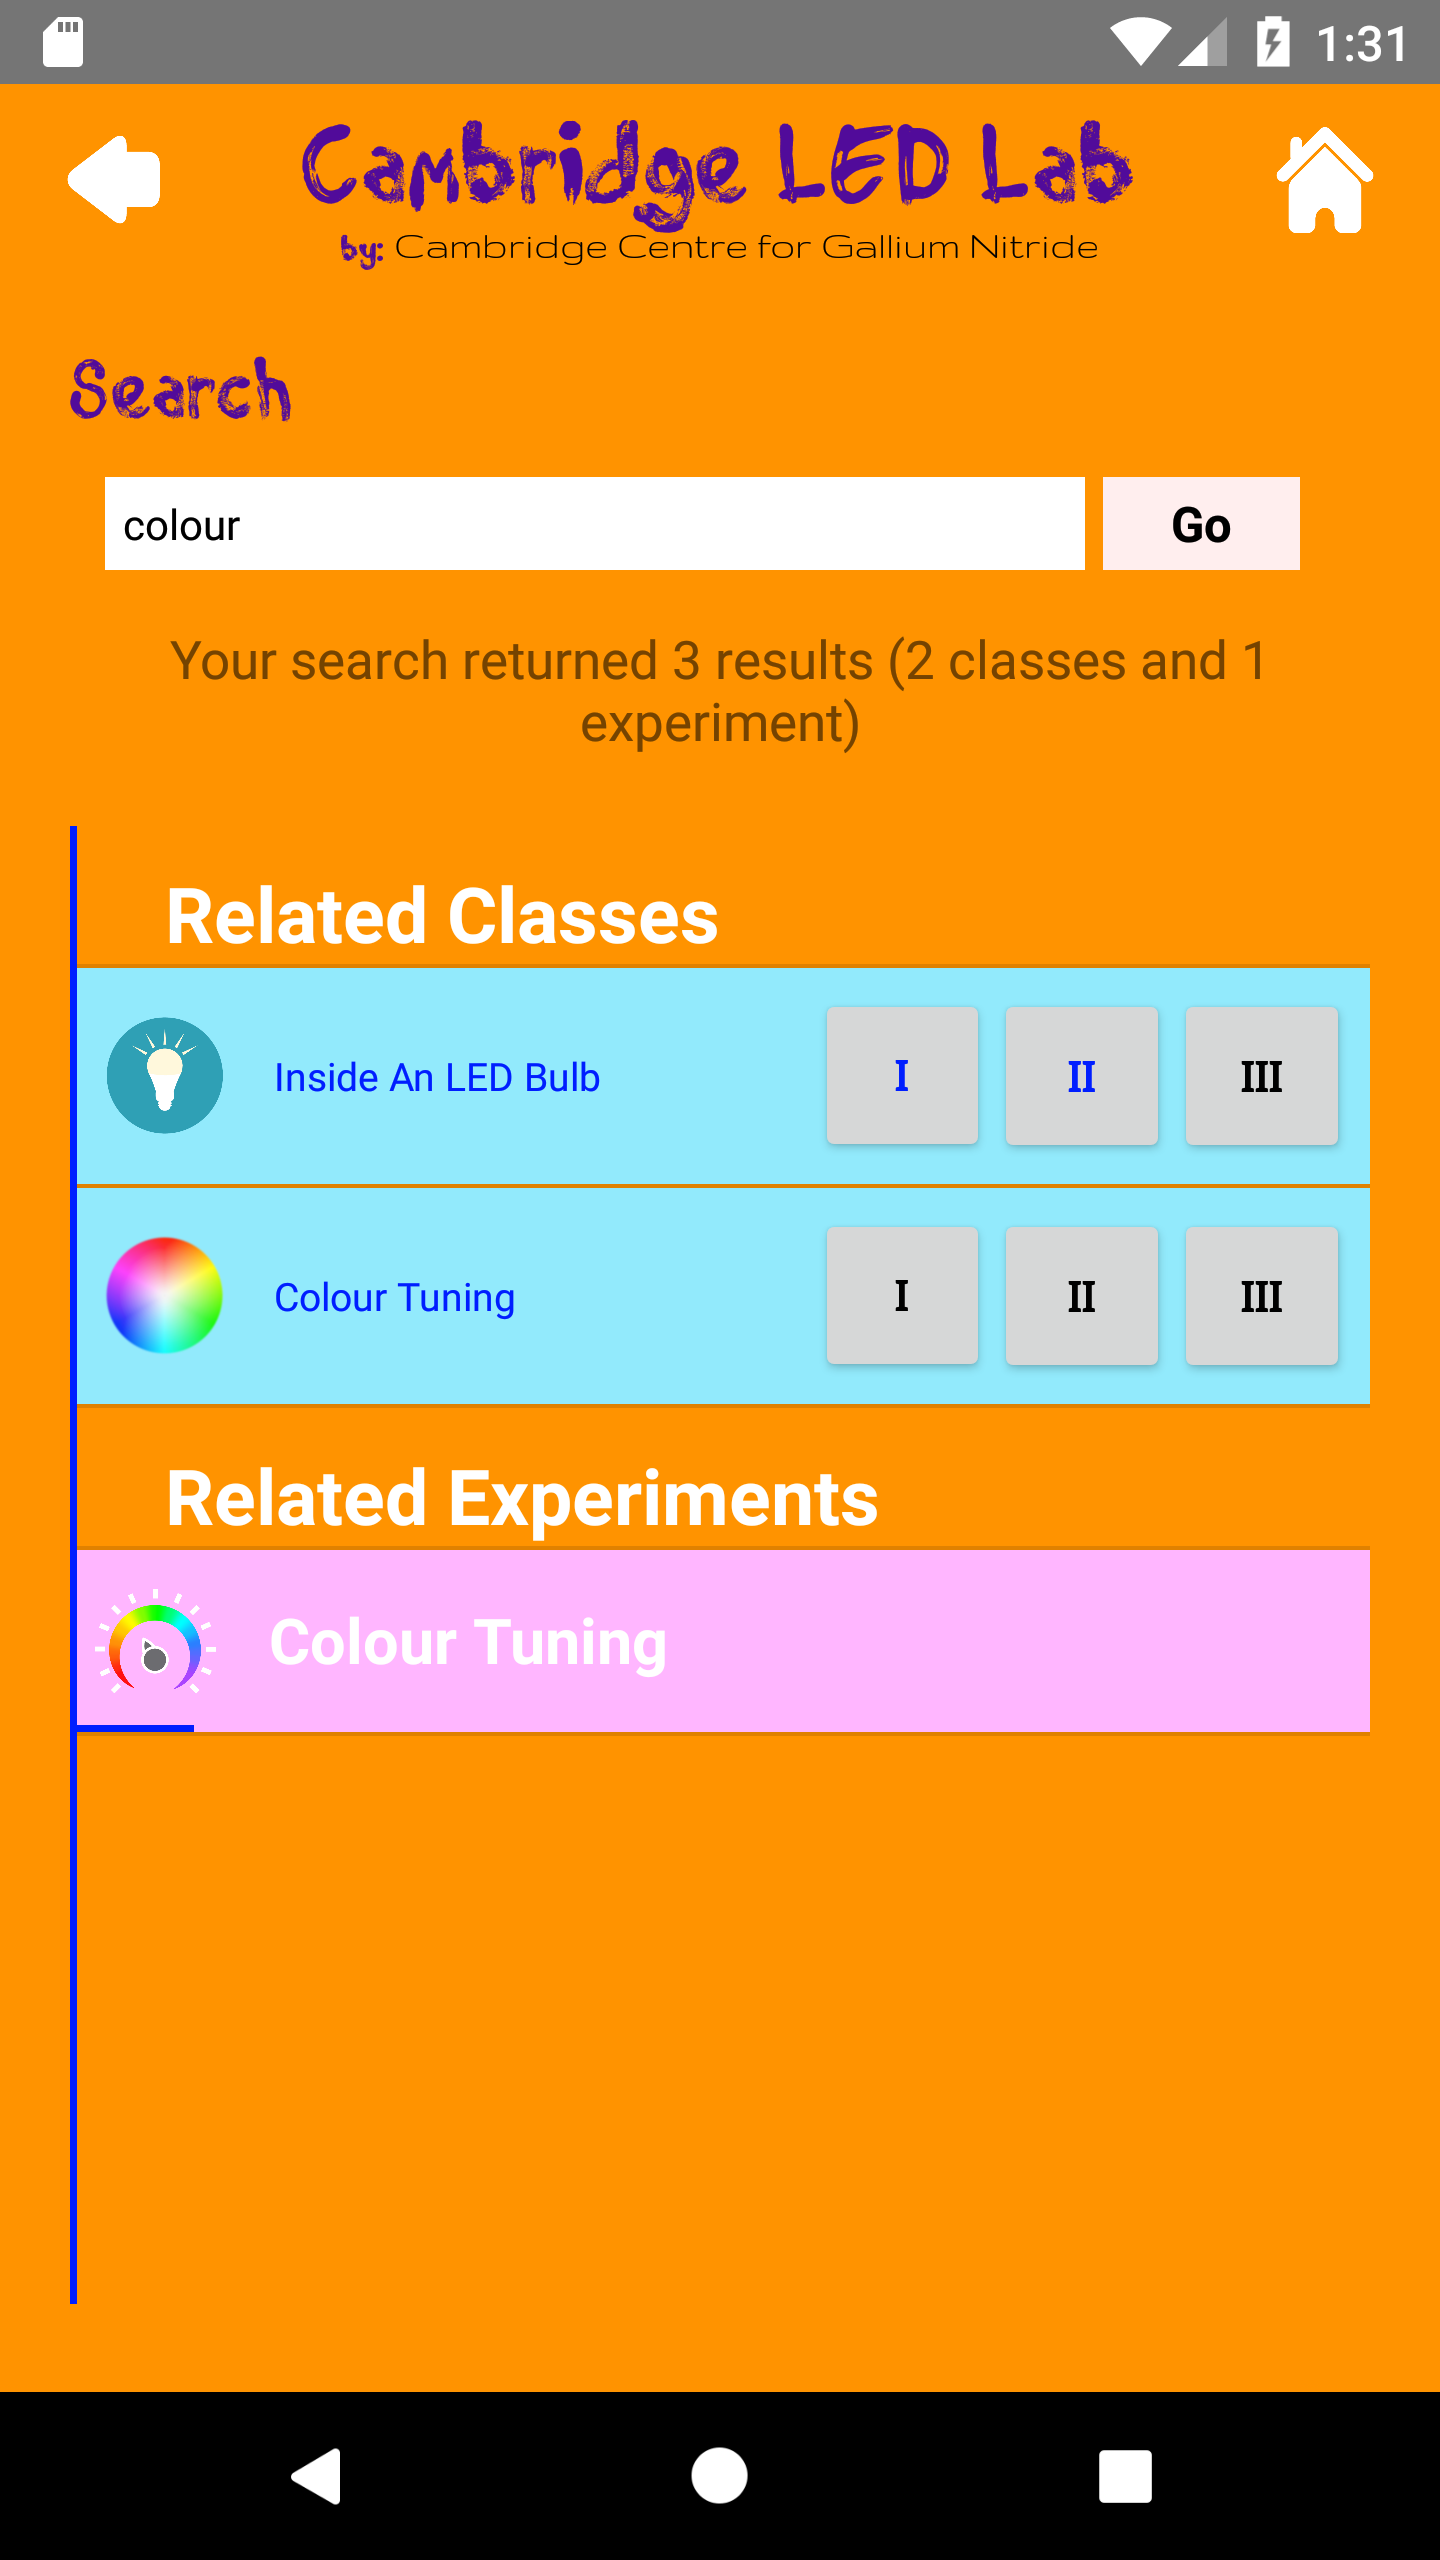 1:31
Cambridge LED Lab
by: Cambridge Centre for Gallium Nitride
Search
colour
Go
Your search returned 3 results (2 classes and 1
experiment)
Related Classes
Inside An LED Bulb
I
II
III
Colour Tuning
I
II
III
Related Experiments
Colour Tuning